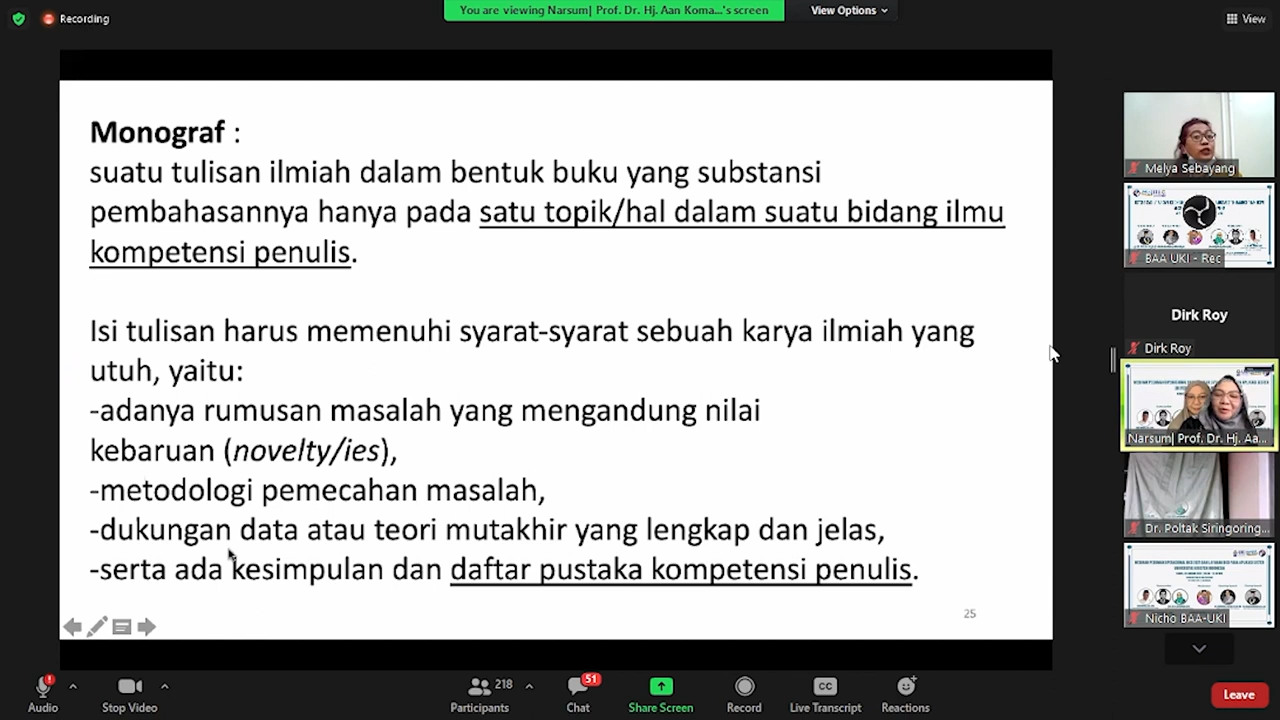 Recording
You are viewing Narsum| Prof. Dr. Hj. Aan Koma...'s screen
View Options
View
Monograf :
suatu tulisan ilmiah dalam bentuk buku yang substansi
pembahasannya hanya pada satu topik/hal dalam suatu bidang ilmu
kompetensi penulis.
Isi tulisan harus memenuhi syarat-syarat sebuah karya ilmiah yang
utuh, yaitu:
-adanya rumusan masalah yang mengandung nilai
kebaruan (novelty/ies),
-metodologi pemecahan masalah,
-dukungan data atau teori mutakhir yang lengkap dan jelas,
-serta ada kesimpulan dan daftar pustaka kompetensi penulis.
25
Melya Sebayang
BAA UKI - Rec
Dirk Roy
Dirk Roy
Narsum| Prof. Dr. Hj. Aa...
Dr. Poltak Siringoring...
Nicho BAA-UKI
Audio
Stop Video
218
Participants
51
Chat
Share Screen
Record
CC
Live Transcript
Reactions
Leave